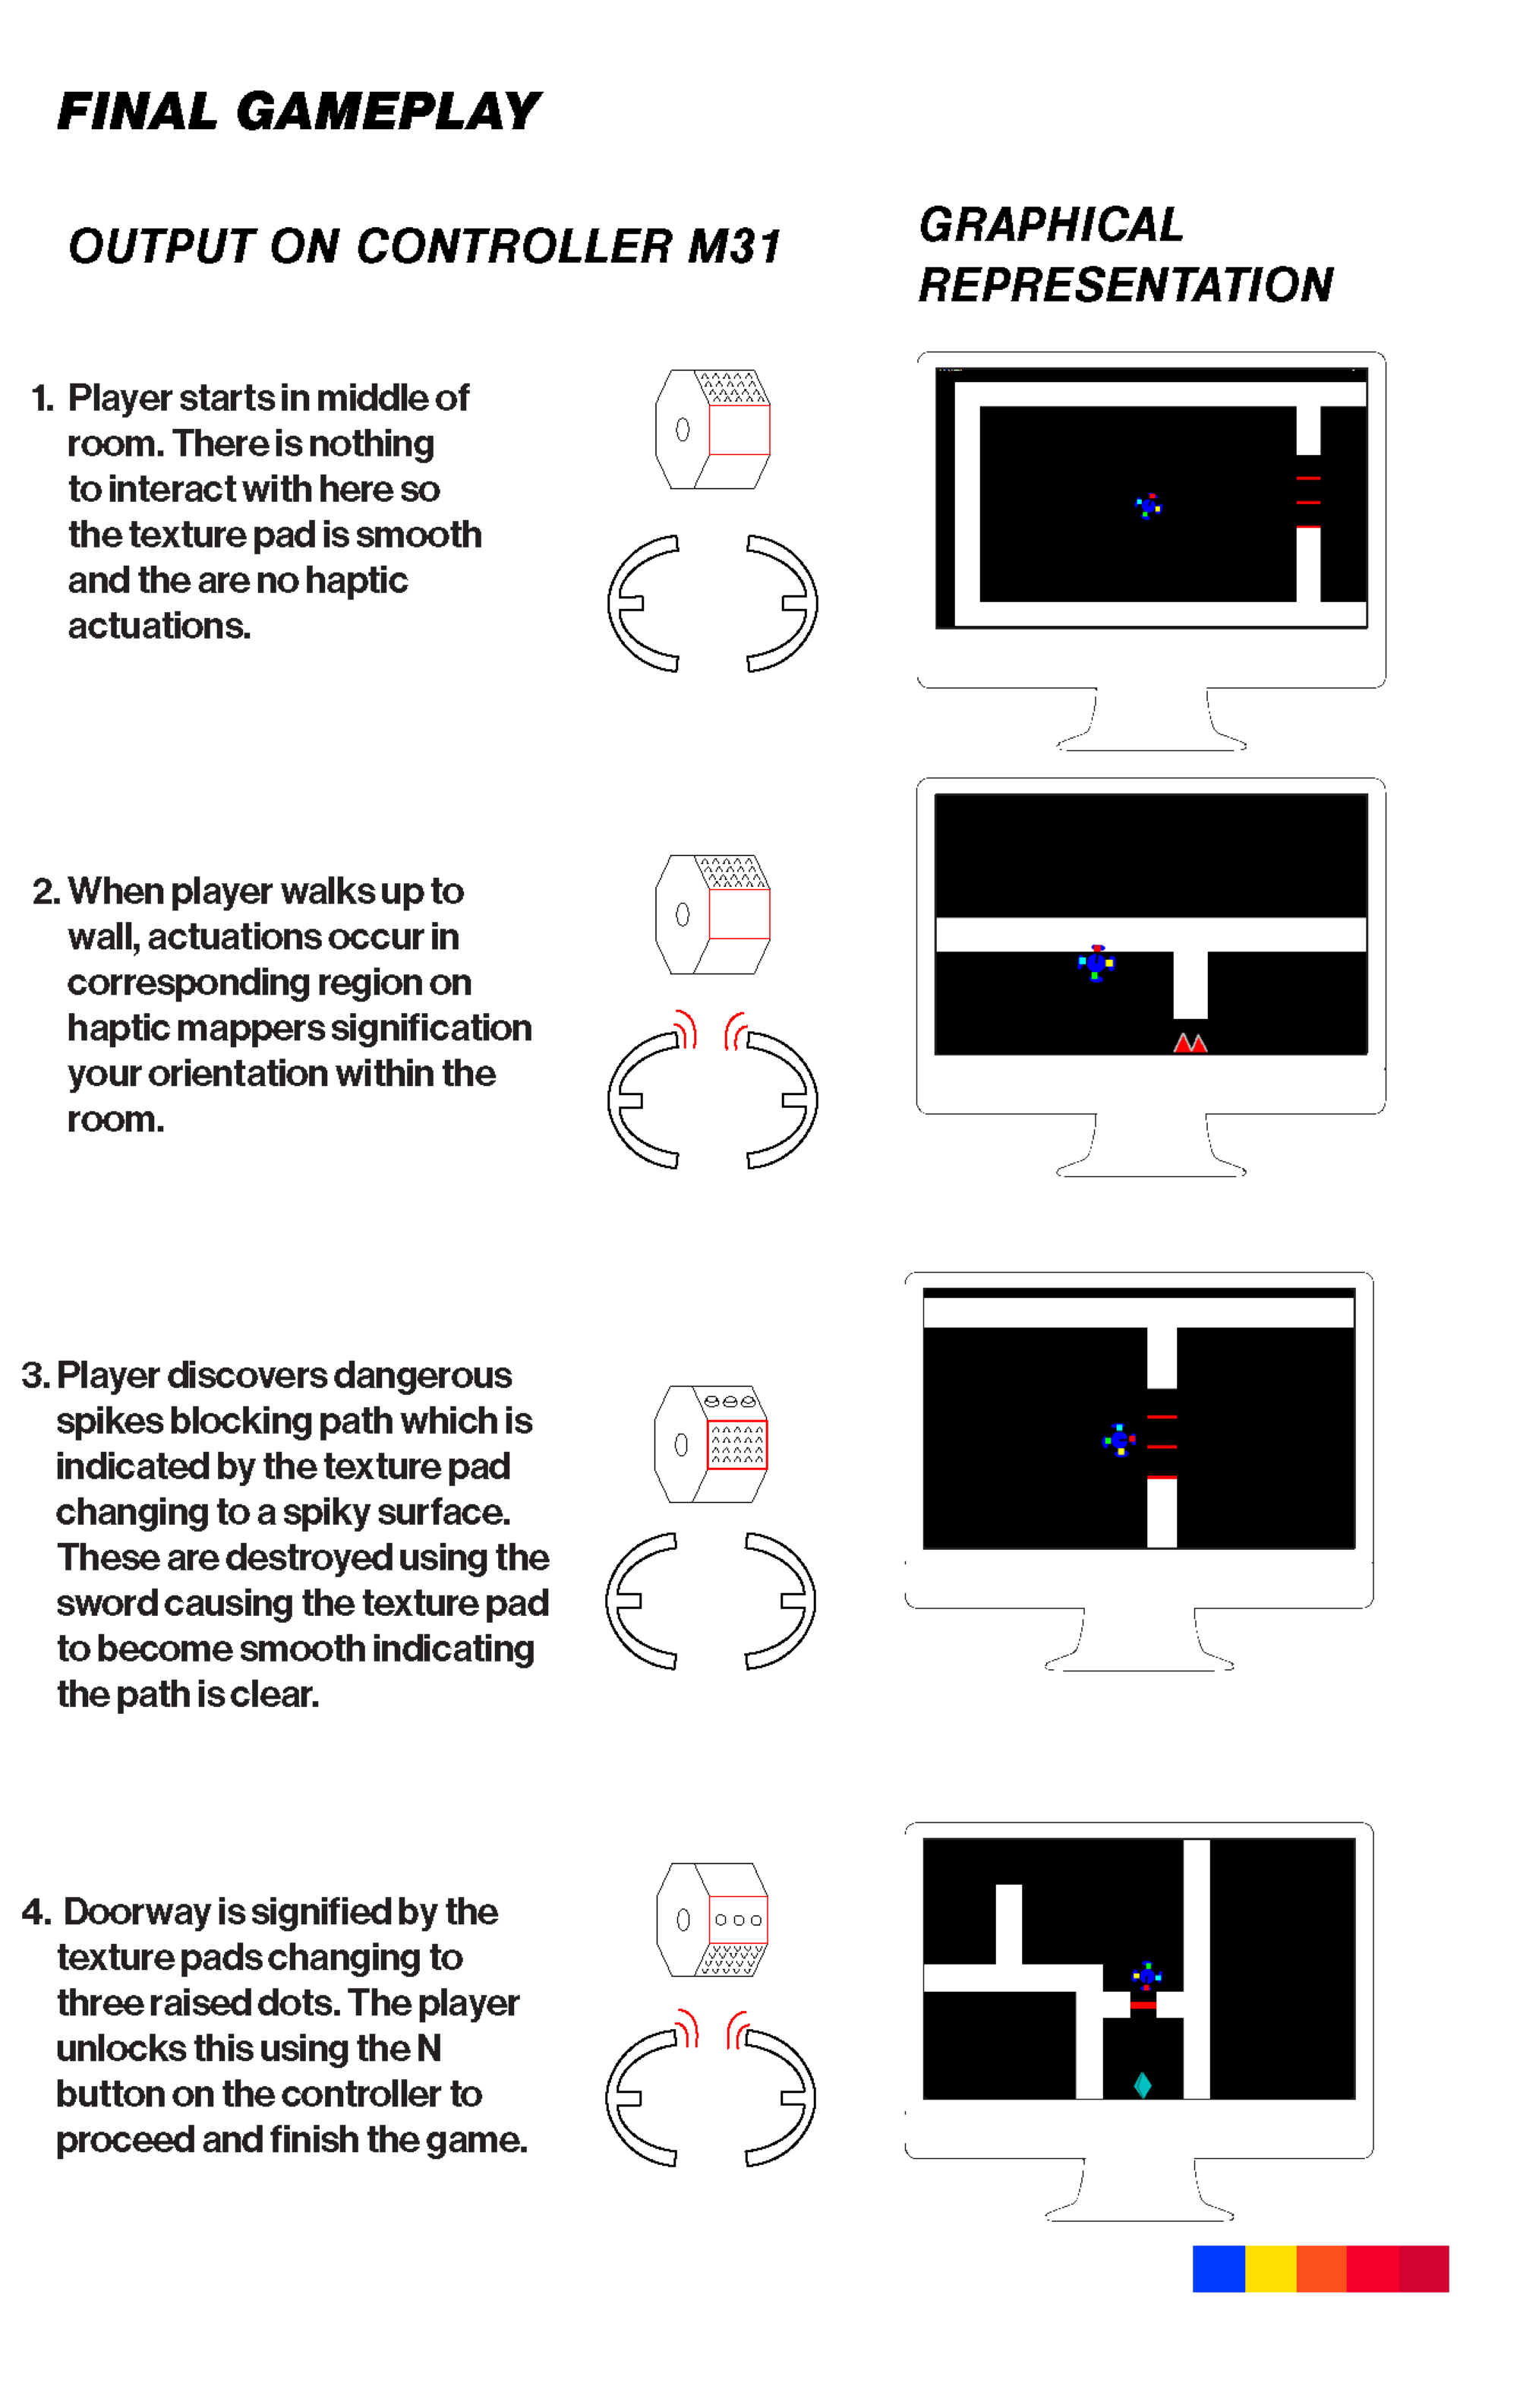 FINAL GAMEPLAY
OUTPUT ON CONTROLLER M31
GRAPHICAL
REPRESENTATION
1. Player starts in middle of
room. There is nothing
to interact with here so
the texture pad is smooth
and the are no haptic
actuations.
2. When player walks up to
wall, actuations occur in
corresponding region on
haptic mappers signification
your orientation within the
room.
3. Player discovers dangerous
spikes blocking path which is
indicated by the texture pad
changing to a spiky surface.
These are destroyed using the
sword causing the texture pad
to become smooth indicating
the path is clear.
4. Doorway is signified by the
texture pads changing to
three raised dots. The player
unlocks this using the N
button on the controller to
proceed and finish the game.